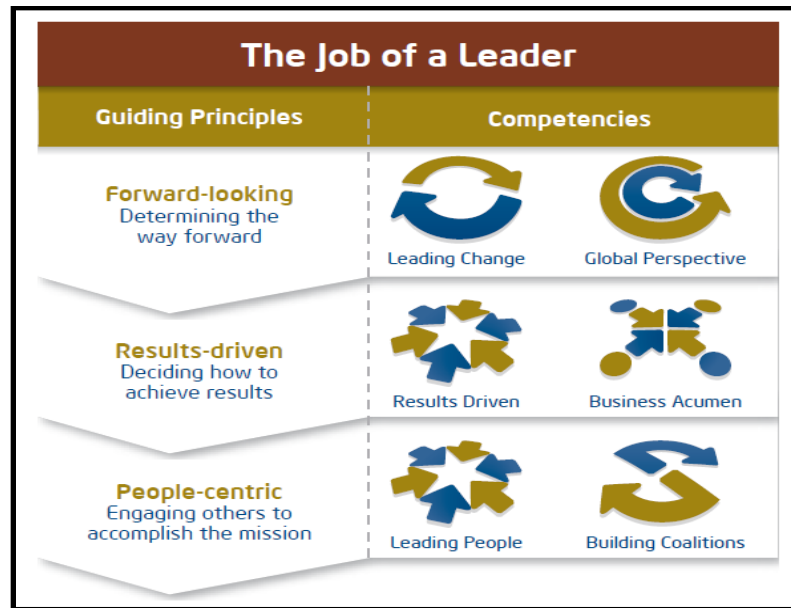 The Job of a Leader
Guiding Principles
Competencies
Forward-looking
Determining the
way forward
Leading Change
Global Perspective
Results-driven
Deciding how to
achieve results
Results Driven
Business Acumen
People-centric
Engaging others to
accomplish the mission
Leading People
Building Coalitions